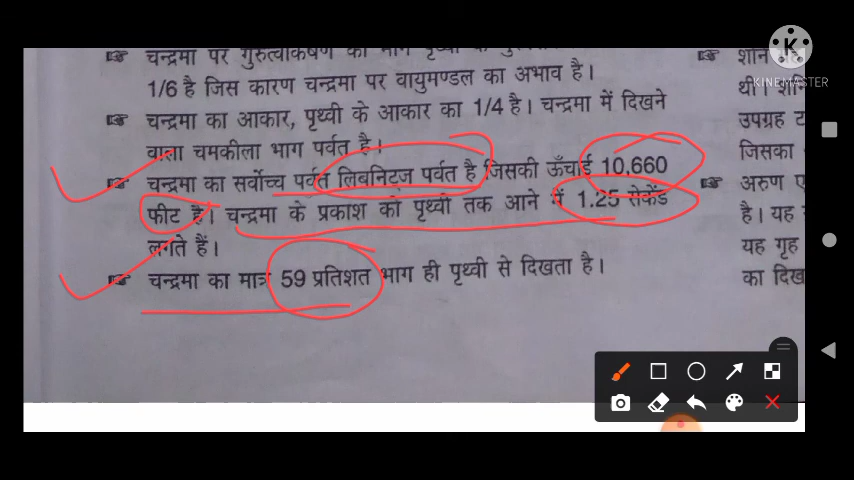 चन्द्रमा पर गुरुत्वाकर्षण का मान पृथ्वी के
1/6 है जिस कारण चन्द्रमा पर वायुमण्डल का अभाव है।
चन्द्रमा का आकार, पृथ्वी के आकार का 1/4 है। चन्द्रमा में दिखने
वाला चमकीला भाग पर्वत है।
चन्द्रमा का सर्वोच्च पर्वत लिबनिट्ज पर्वत है जिसकी ऊँचाई 10,660
फीट है। चन्द्रमा के प्रकाश को पृथ्वी तक आने में 1.25 सेकेंड
लगते हैं।
चन्द्रमा का मात्र 59 प्रतिशत भाग ही पृथ्वी से दिखता है।
थी।
उपग्रह
जिसका
अरुण
है। यह
यह गृह
का दिख
K
KINEMASTER